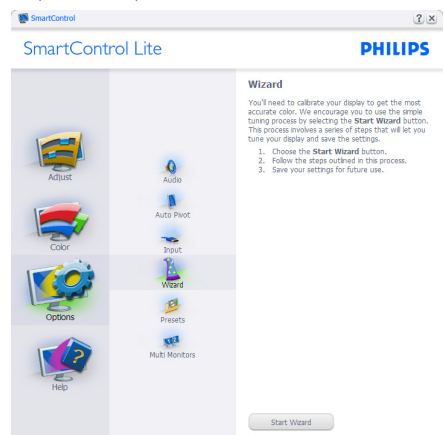 SmartControl
SmartControl Lite
PHILIPS
Adjust
Color
Options
Help
Audio
Auto Pivot
Input
Wizard
Presets
Multi Monitors
Wizard
You'll need to calibrate your display to get the most
accurate color. We encourage you to use the simple
tuning process by selecting the Start Wizard button.
This process involves a series of steps that will let you
tune your display and save the settings.
1. Choose the Start Wizard button.
2. Follow the steps outlined in this process.
3. Save your settings for future use.
Start Wizard